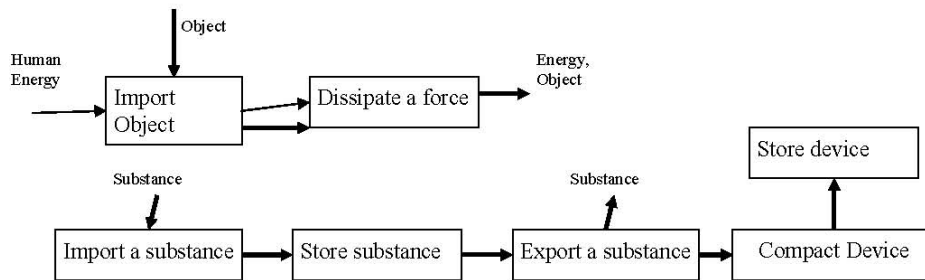 Object
Human
Energy
Energy,
Object
Import
Object
Dissipate a force
Store device
Substance
Substance
Import a substance
Store substance
Export a substance
Compact Device